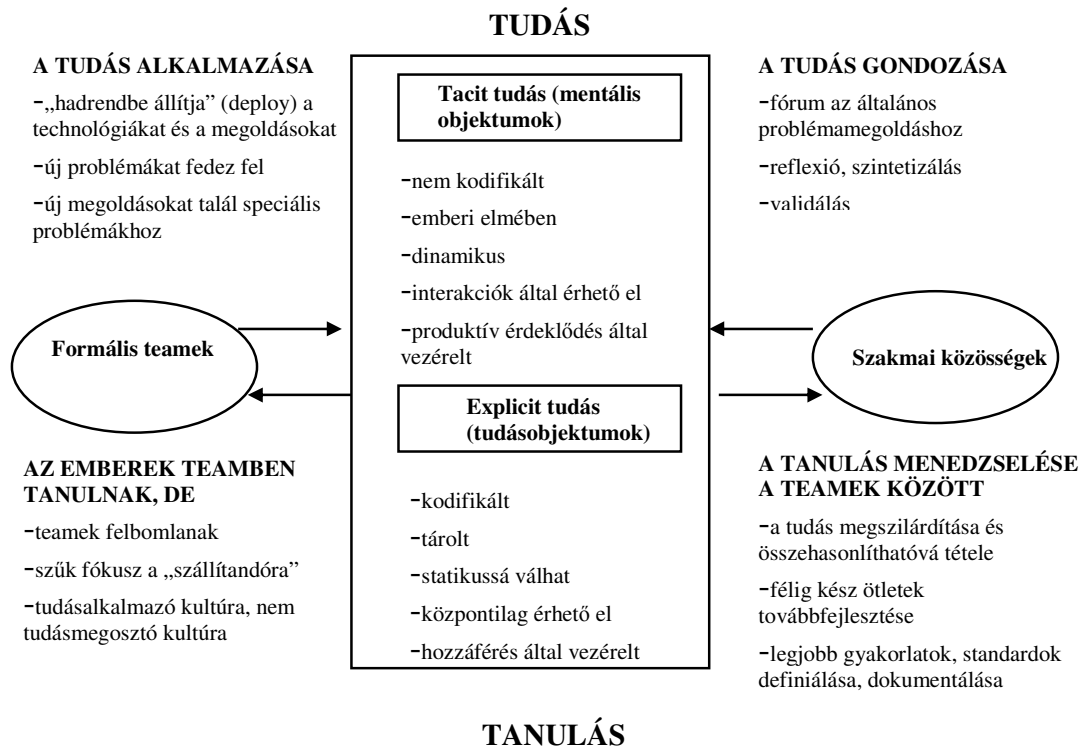 TUDÁS
A TUDÁS ALKALMAZÁSA
-„hadrendbe állítja” (deploy) a
technológiákat és a megoldásokat
-új problémákat fedez fel
-új megoldásokat talál speciális
problémákhoz
Formális teamek
AZ EMBEREK TEAMBEN
TANULNAK, DE
-teamek felbomlanak
-szűk fókusz a „szállítandóra”
-tudásalkalmazó kultúra, nem
tudásmegosztó kultúra
Tacit tudás (mentális
objektumok)
-nem kodifikált
-emberi elmében
-dinamikus
-interakciók által érhető el
-produktív érdeklődés által
vezérelt
Explicit tudás
(tudásobjektumok)
-kodifikált
-tárolt
-statikussá válhat
-központilag érhető el
-hozzáférés által vezérelt
A TUDÁS GONDOZÁSA
-fórum az általános
problémamegoldáshoz
-reflexió, szintetizálás
-validálás
Szakmai közösségek
A TANULÁS MENEDZSELÉSE
A TEAMEK KÖZÖTT
-a tudás megszilárdítása és
összehasonlíthatóvá tétele
-félig kész ötletek
továbbfejlesztése
-legjobb gyakorlatok, standardok
definiálása, dokumentálása
TANULÁS